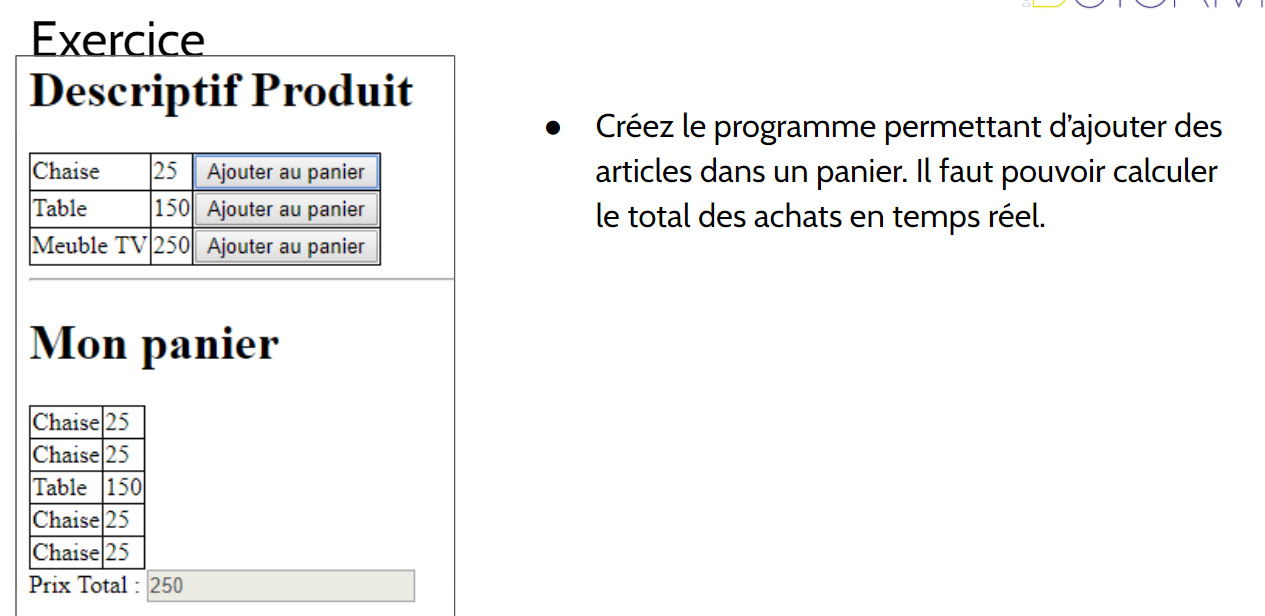 Exercice
Descriptif Produit
Chaise 25 Ajouter au panier
Table 150 Ajouter au panier
Meuble TV 250 Ajouter au panier
Mon panier
Chaise 25
Chaise 25
Table 150
Chaise 25
Chaise 25
Prix Total : 250
● Créez le programme permettant d’ajouter des
articles dans un panier. Il faut pouvoir calculer
le total des achats en temps réel.